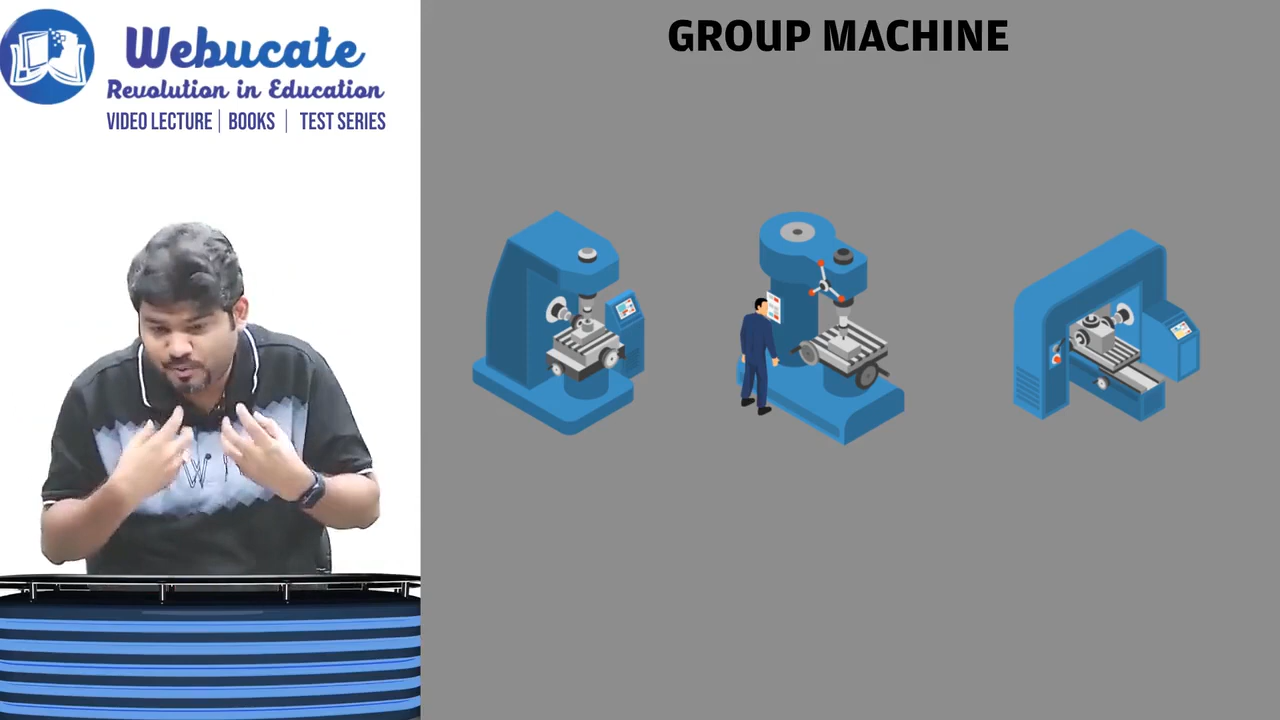 Webucate
Revolution in Education
VIDEO LECTURE | BOOKS | TEST SERIES
GROUP MACHINE